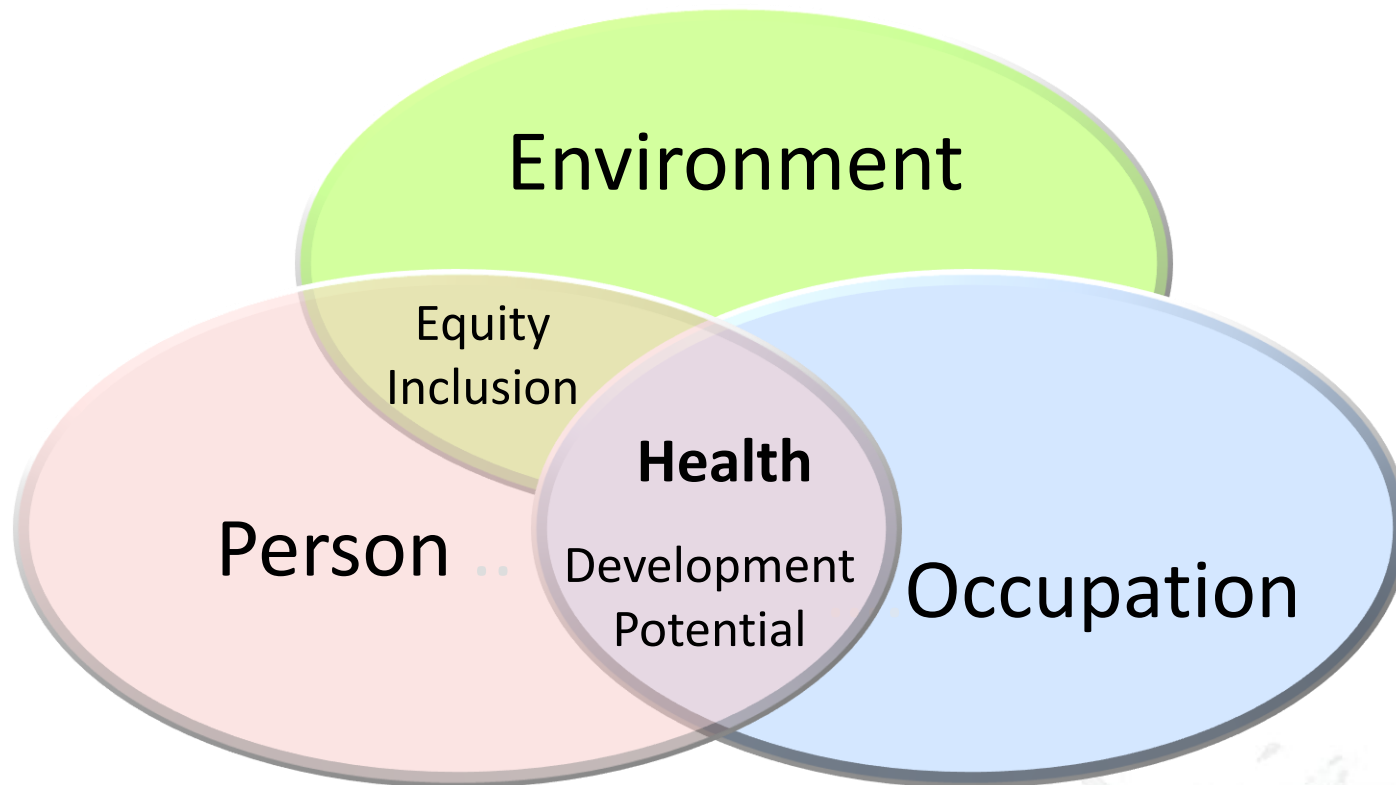 Environment
Equity
Inclusion
Health
Person ..
Development
Potential
Occupation